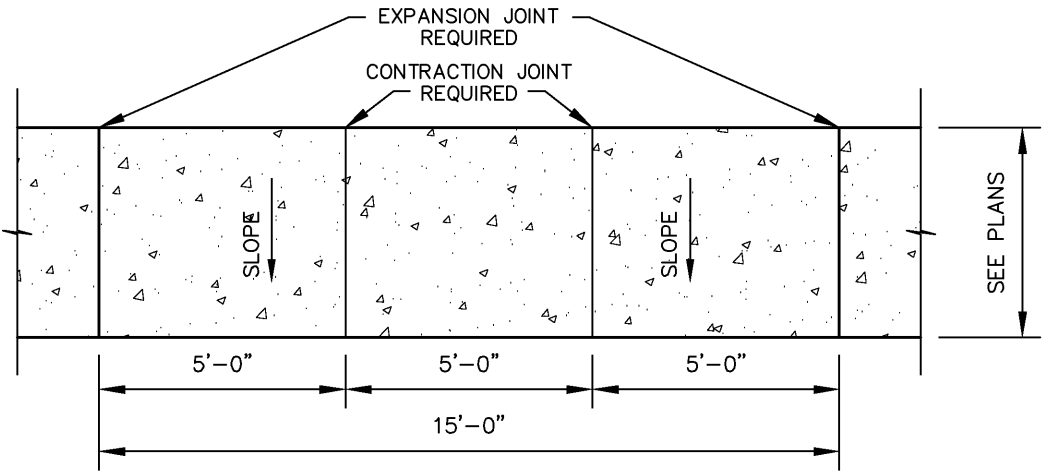 EXPANSION JOINT
REQUIRED
CONTRACTION JOINT
REQUIRED
SLOPE
SLOPE
SEE PLANS
5'-0"
5'-0"
5'-0"
15'-0"